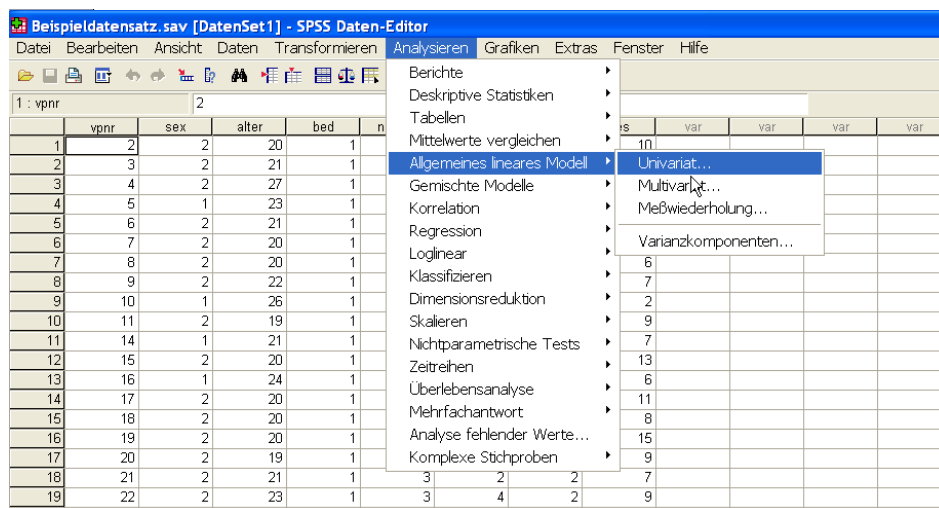 Beispieldatensatz.sav [DatenSet1] - SPSS Daten-Editor
Datei Bearbeiten Ansicht Daten Transformieren Analysieren Grafiken Extras Fenster Hilfe
1 : vpnr 2
vpnr sex alter bed n es var var var var
1 2 2 20 1 10
2 3 2 21 1
3 4 2 27 1
4 5 1 23 1
5 6 2 21 1
6 7 2 20 1
7 8 2 20 1 6
8 9 2 22 1 7
9 10 1 26 1 2
10 11 2 19 1 9
11 14 1 21 1 7
12 15 2 20 1 13
13 16 1 24 1 6
14 17 2 20 1 11
15 18 2 20 1 8
16 19 2 20 1 15
17 20 2 19 1 9
18 21 2 21 1 3 2 2 7
19 22 2 23 1 3 4 2 9
Berichte
Deskriptive Statistiken
Tabellen
Mittelwerte vergleichen
Allgemeines lineares Modell
Gemischte Modelle
Korrelation
Regression
Loglinear
Klassifizieren
Dimensionsreduktion
Skalieren
Nichtparametrische Tests
Zeitreihen
Überlebensanalyse
Mehrfachantwort
Analyse fehlender Werte...
Komplexe Stichproben
Univariat...
Multivariat...
Meßwiederholung...
Varianzkomponenten...